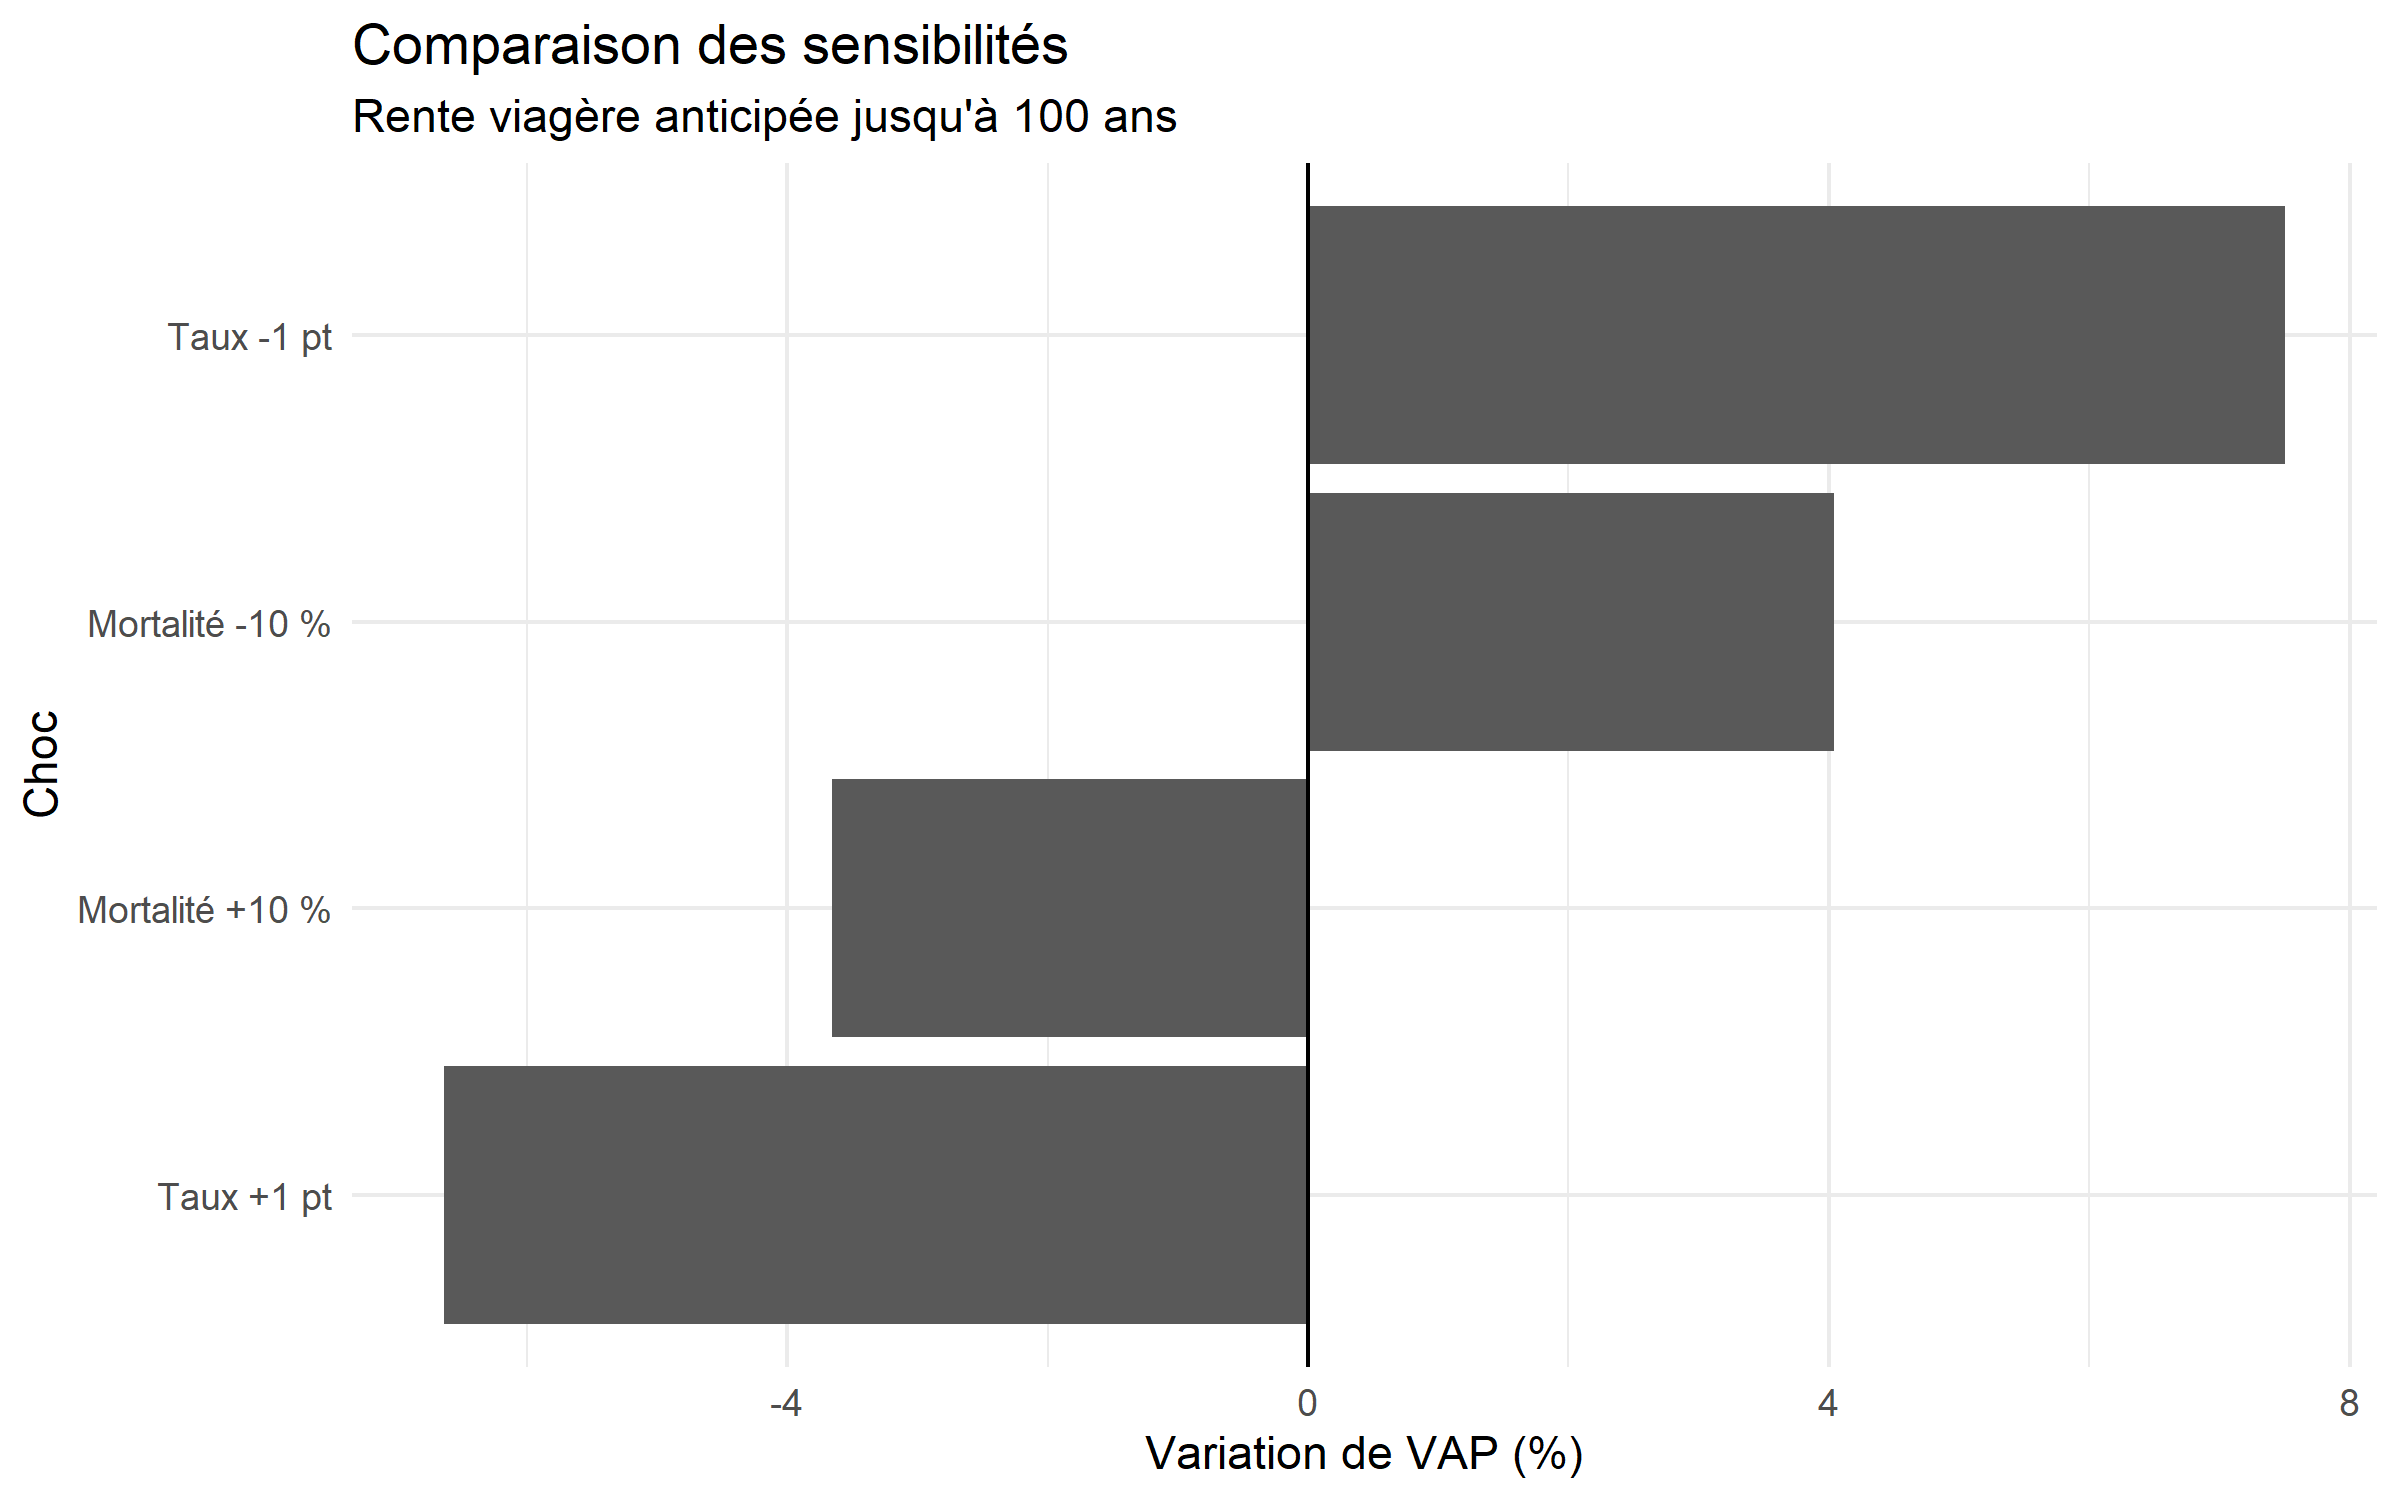 Comparaison des sensibilités
Rente viagère anticipée jusqu'à 100 ans
Choc
Taux -1 pt
Mortalité -10 %
Mortalité +10 %
Taux +1 pt
-4 0 4 8
Variation de VAP (%)